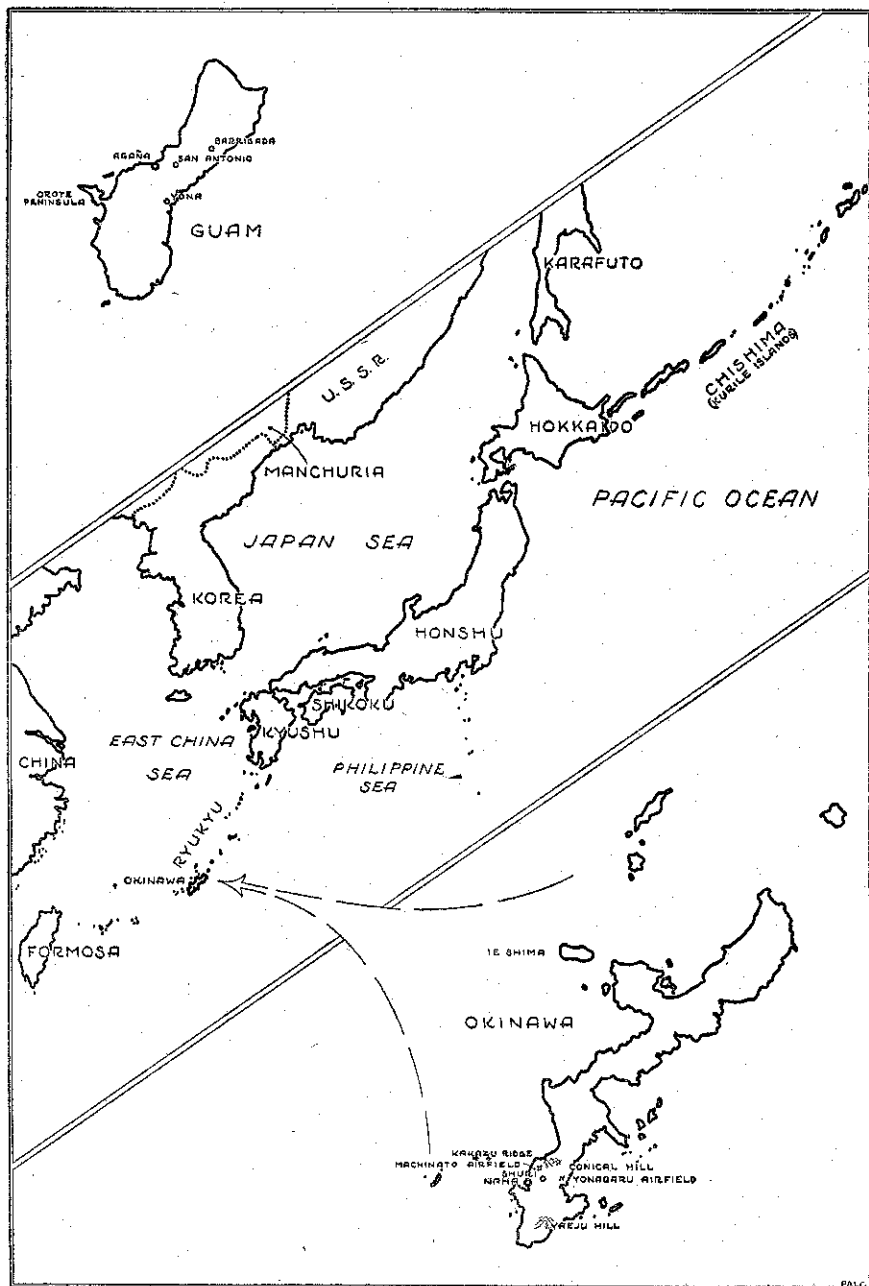 BARRIGADA
AGAÑA
SAN ANTONIO
OROTE
PENINSULA
YONA
GUAM
KARAFUTO
CHISHIMA
(KURILE ISLANDS)
U.S.S.R.
HOKKAIDO
MANCHURIA
PACIFIC OCEAN
JAPAN SEA
KOREA
HONSHU
SHIKOKU
KYUSHU
EAST CHINA
SEA
CHINA
PHILIPPINE
SEA
RYUKYU
OKINAWA
FORMOSA
IE SHIMA
OKINAWA
KAKAZU RIDGE
MACHINATO AIRFIELD
CONICAL HILL
SHURI
NAHA
YONABARU AIRFIELD
YAEJU HILL